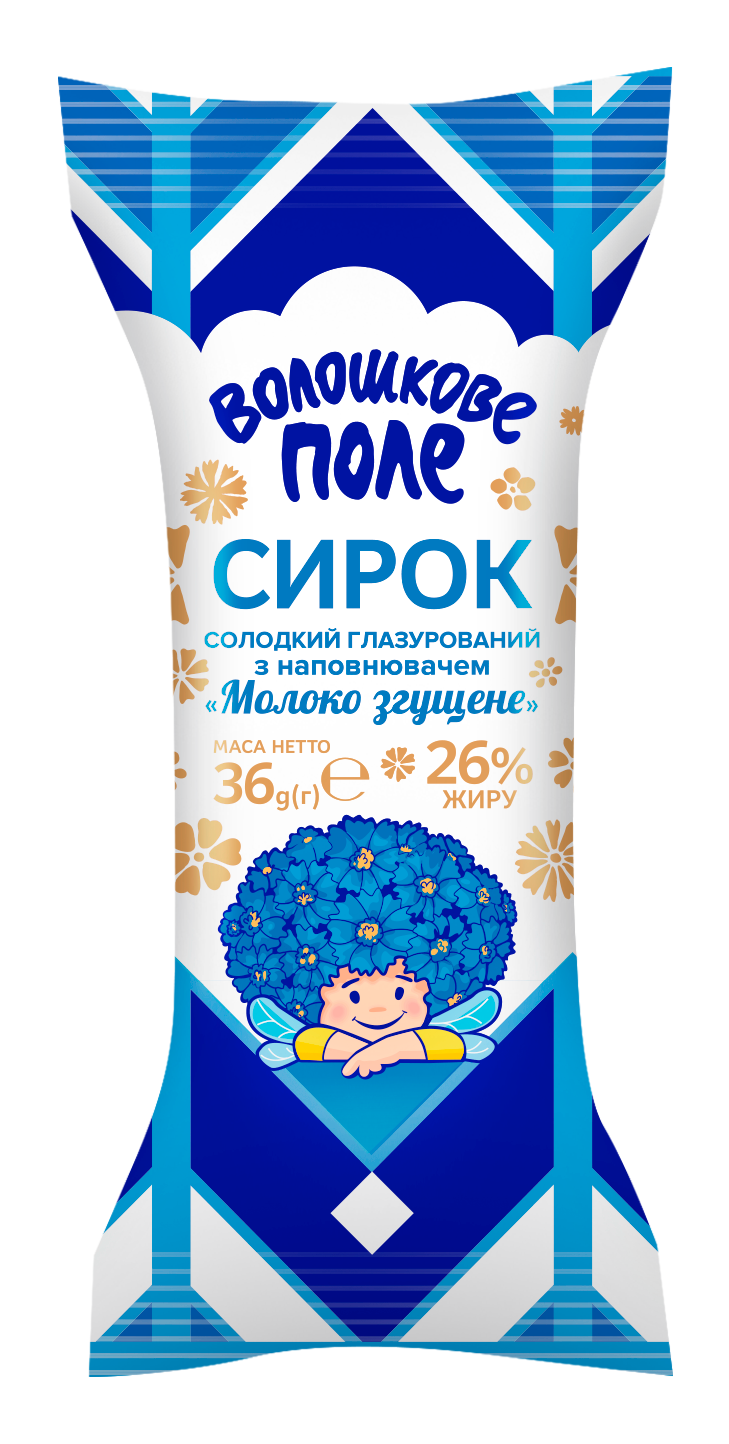 Волошкове
поле
СИРОК
СОЛОДКИЙ ГЛАЗУРОВАНИЙ
з наповнювачем
«Молоко згущене»
МАСА НЕТТО
36g(г)℮ 26%
ЖИРУ